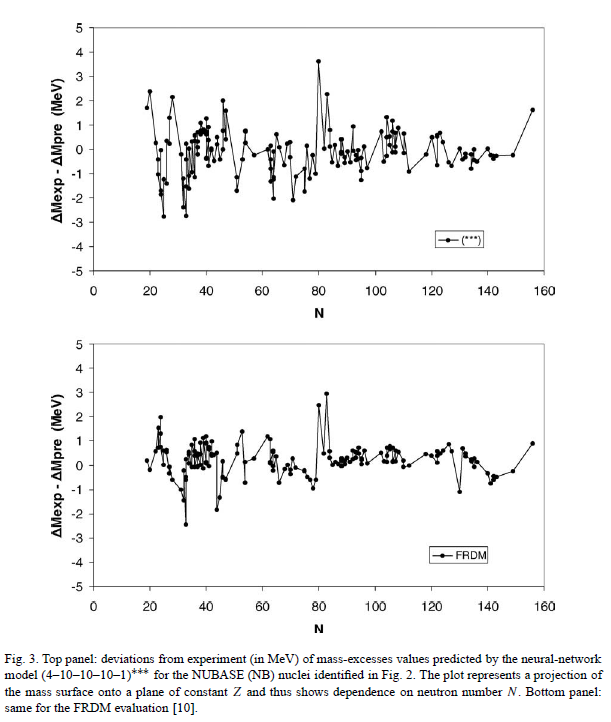 5
4
3
2
1
0
-1
-2
-3
-4
-5
ΔMexp - ΔMpre (MeV)
0 20 40 60 80 100 120 140 160
N
(***)
5
4
3
2
1
0
-1
-2
-3
-4
-5
ΔMexp - ΔMpre (MeV)
0 20 40 60 80 100 120 140 160
N
FRDM
Fig. 3. Top panel: deviations from experiment (in MeV) of mass-excesses values predicted by the neural-network
model (4–10–10–10–1)*** for the NUBASE (NB) nuclei identified in Fig. 2. The plot represents a projection of
the mass surface onto a plane of constant Z and thus shows dependence on neutron number N. Bottom panel:
same for the FRDM evaluation [10].